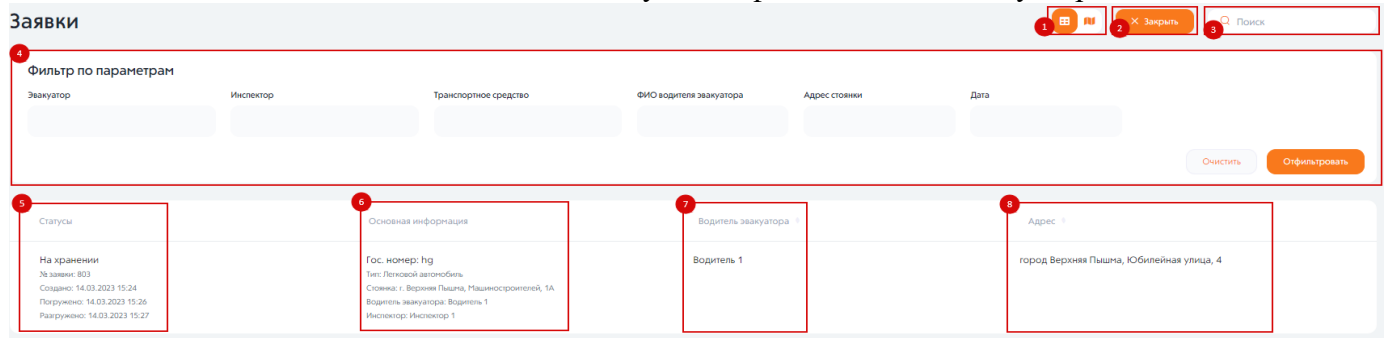 Заявки
1
2
× Закрыть
3
Поиск
4
Фильтр по параметрам
Эвакуатор
Инспектор
Транспортное средство
ФИО водителя эвакуатора
Адрес стоянки
Дата
Очистить
Отфильтровать
5
6
7
8
Статусы
Основная информация
Водитель эвакуатора
Адрес
На хранении
№ заявки: 803
Создано: 14.03.2023 15:24
Погружено: 14.03.2023 15:26
Разгружено: 14.03.2023 15:27
Гос. номер: hg
Тип: Легковой автомобиль
Стоянка: г. Верхняя Пышма, Машиностроителей, 1А
Водитель эвакуатора: Водитель 1
Инспектор: Инспектор 1
Водитель 1
город Верхняя Пышма, Юбилейная улица, 4